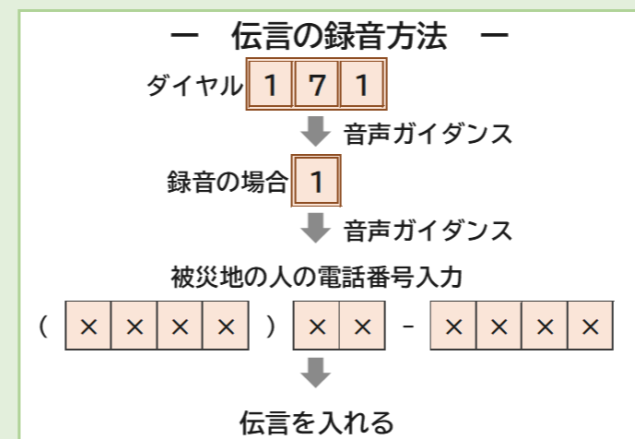 ー 伝言の録音方法 ー
ダイヤル 1 7 1
音声ガイダンス
録音の場合 1
音声ガイダンス
被災地の人の電話番号入力
( × × × × ) × × - × × × ×
伝言を入れる